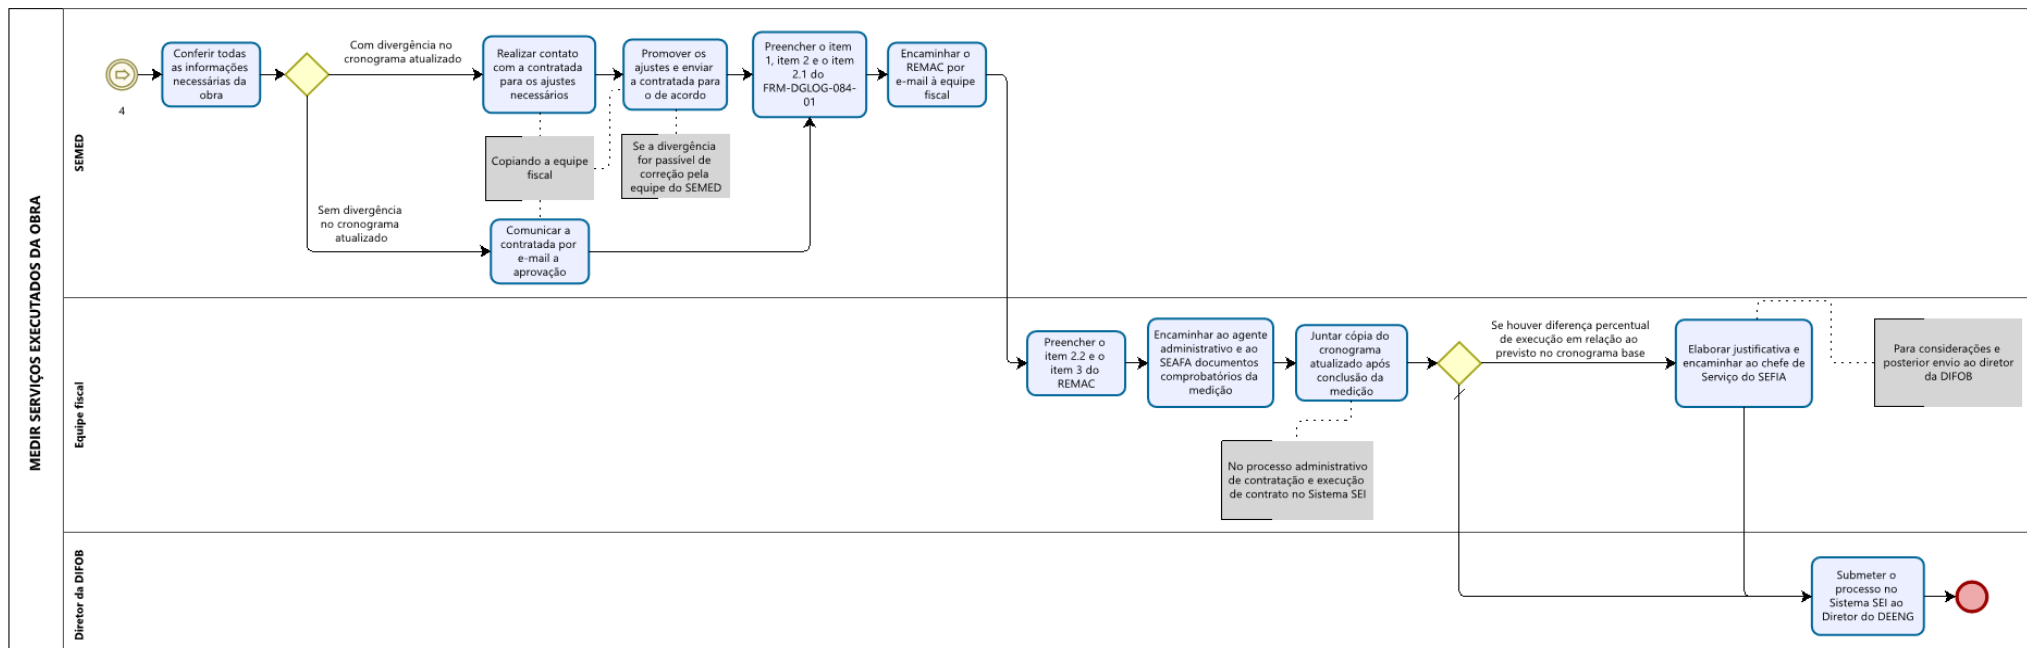 MEDIR SERVIÇOS EXECUTADOS DA OBRA
SEMED
4
Conferir todas
as informações
necessárias da
obra
Com divergência no
cronograma atualizado
Realizar contato
com a contratada
para os ajustes
necessários
Promover os
ajustes e enviar
a contratada para
o de acordo
Preencher o item
1, item 2 e o item
2.1 do
FRM-DGLOG-084-
01
Encaminhar o
REMAC por
e-mail à equipe
fiscal
Copiando a equipe
fiscal
Se a divergência
for passível de
correção pela
equipe do SEMED
Sem divergência
no cronograma
atualizado
Comunicar a
contratada por
e-mail a
aprovação
Equipe fiscal
Preencher o
item 2.2 e o
item 3 do
REMAC
Encaminhar ao agente
administrativo e ao
SEAFA documentos
comprobatórios da
medição
Juntar cópia do
cronograma
atualizado após
conclusão da
medição
Se houver diferença percentual
de execução em relação ao
previsto no cronograma base
Elaborar justificativa e
encaminhar ao chefe de
Serviço do SEFIA
Para considerações e
posterior envio ao diretor
da DIFOB
No processo administrativo
de contratação e execução
de contrato no Sistema SEI
Diretor da DIFOB
Submeter o
processo no
Sistema SEI ao
Diretor do DEENG